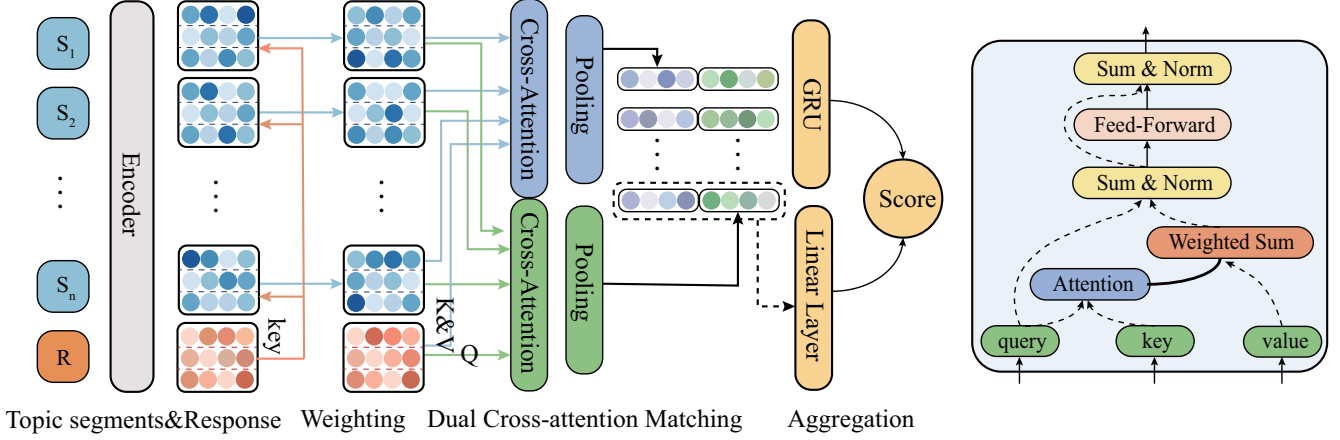 S1
S2
Sn
R
Encoder
key
K&V
Q
Cross-Attention
Cross-Attention
Pooling
Pooling
GRU
Linear Layer
Score
Topic segments&Response
Weighting
Dual Cross-attention Matching
Aggregation
Sum & Norm
Feed-Forward
Sum & Norm
Weighted Sum
Attention
query
key
value